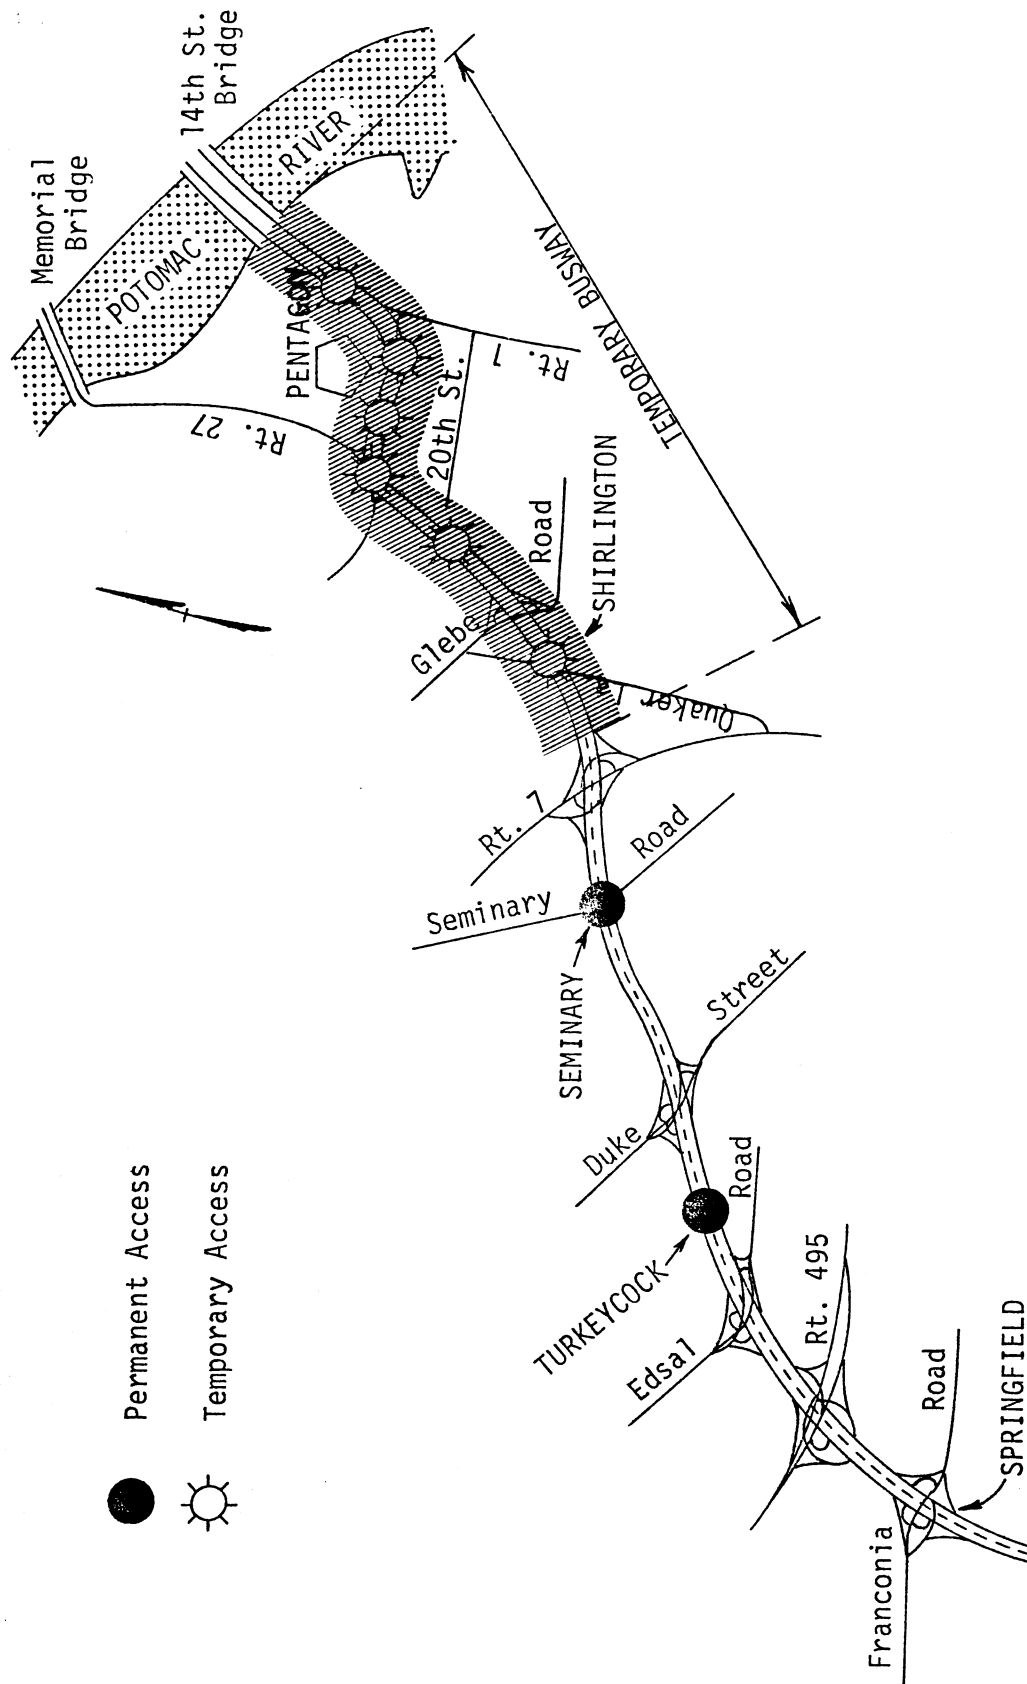 Permanent Access
Temporary Access
Memorial
Bridge
14th St.
Bridge
POTOMAC
RIVER
PENTAGON
Rt. 27
20th St.
Rt. 1
TEMPORARY BUSWAY
Glebe
Road
SHIRLINGTON
Quaker
Rt. 7
Seminary
Road
SEMINARY
Duke
Street
TURKEYCOCK
Edsal
Road
Rt. 495
Franconia
Road
SPRINGFIELD